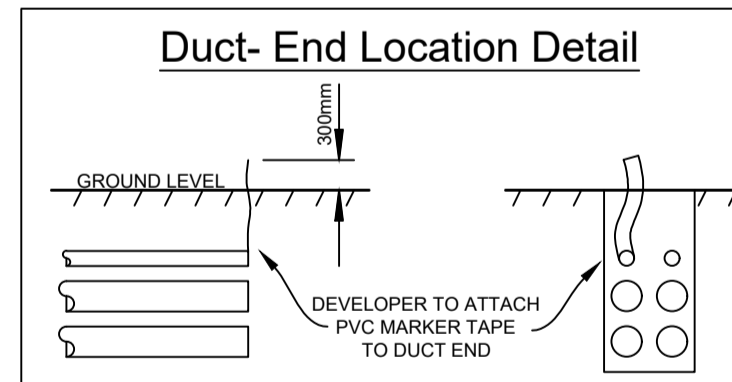 Duct- End Location Detail
300mm
GROUND LEVEL
DEVELOPER TO ATTACH
PVC MARKER TAPE
TO DUCT END